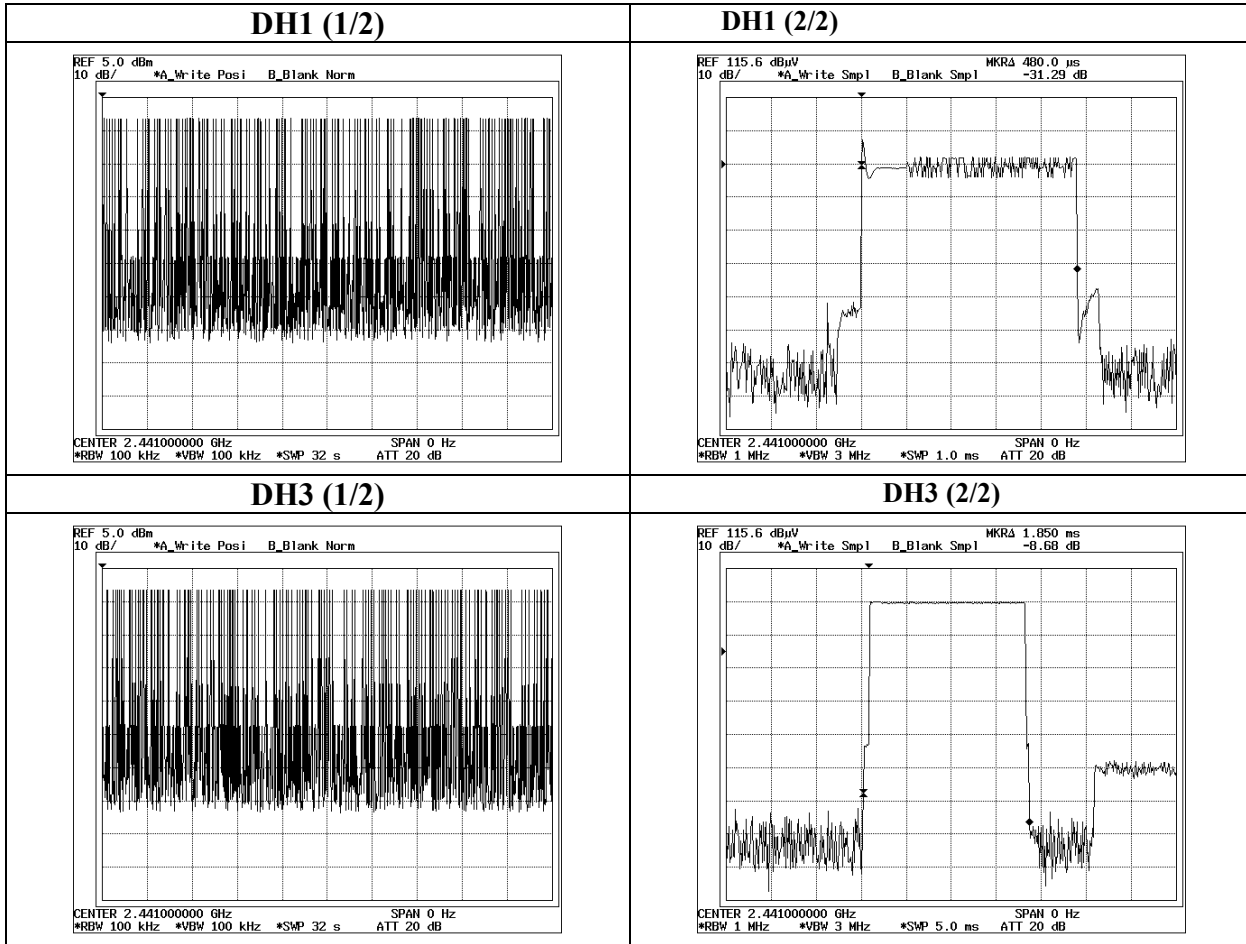 DH1 (1/2)
DH1 (2/2)
REF 5.0 dBm
10 dB/ *A_Write Posi B_Blank Norm
CENTER 2.441000000 GHz SPAN 0 Hz
*RBW 100 kHz *VBW 100 kHz *SWP 32 s ATT 20 dB
REF 115.6 dBµV MKRΔ 480.0 µs
10 dB/ *A_Write Smpl B_Blank Smpl -31.29 dB
CENTER 2.441000000 GHz SPAN 0 Hz
*RBW 1 MHz *VBW 3 MHz *SWP 1.0 ms ATT 20 dB
DH3 (1/2)
DH3 (2/2)
REF 5.0 dBm
10 dB/ *A_Write Posi B_Blank Norm
CENTER 2.441000000 GHz SPAN 0 Hz
*RBW 100 kHz *VBW 100 kHz *SWP 32 s ATT 20 dB
REF 115.6 dBµV MKRΔ 1.850 ms
10 dB/ *A_Write Smpl B_Blank Smpl -8.68 dB
CENTER 2.441000000 GHz SPAN 0 Hz
*RBW 1 MHz *VBW 3 MHz *SWP 5.0 ms ATT 20 dB